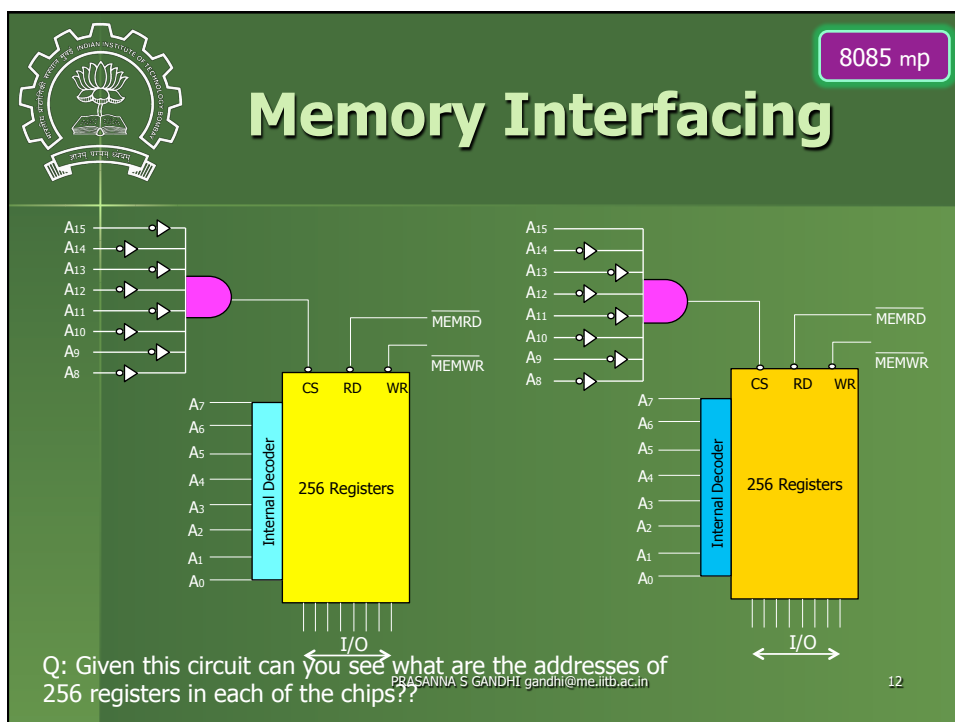 INDIAN INSTITUTE OF TECHNOLOGY BOMBAY
ज्ञानम् परमम् ध्येयम्
8085 mp
Memory Interfacing
A15
A14
A13
A12
A11
A10
A9
A8
MEMRD
MEMWR
CS RD WR
A7
A6
A5
A4
A3
A2
A1
A0
Internal Decoder
256 Registers
I/O
A15
A14
A13
A12
A11
A10
A9
A8
MEMRD
MEMWR
CS RD WR
A7
A6
A5
A4
A3
A2
A1
A0
Internal Decoder
256 Registers
I/O
Q: Given this circuit can you see what are the addresses of
256 registers in each of the chips??
PRASANNA S GANDHI gandhi@me.iitb.ac.in
12